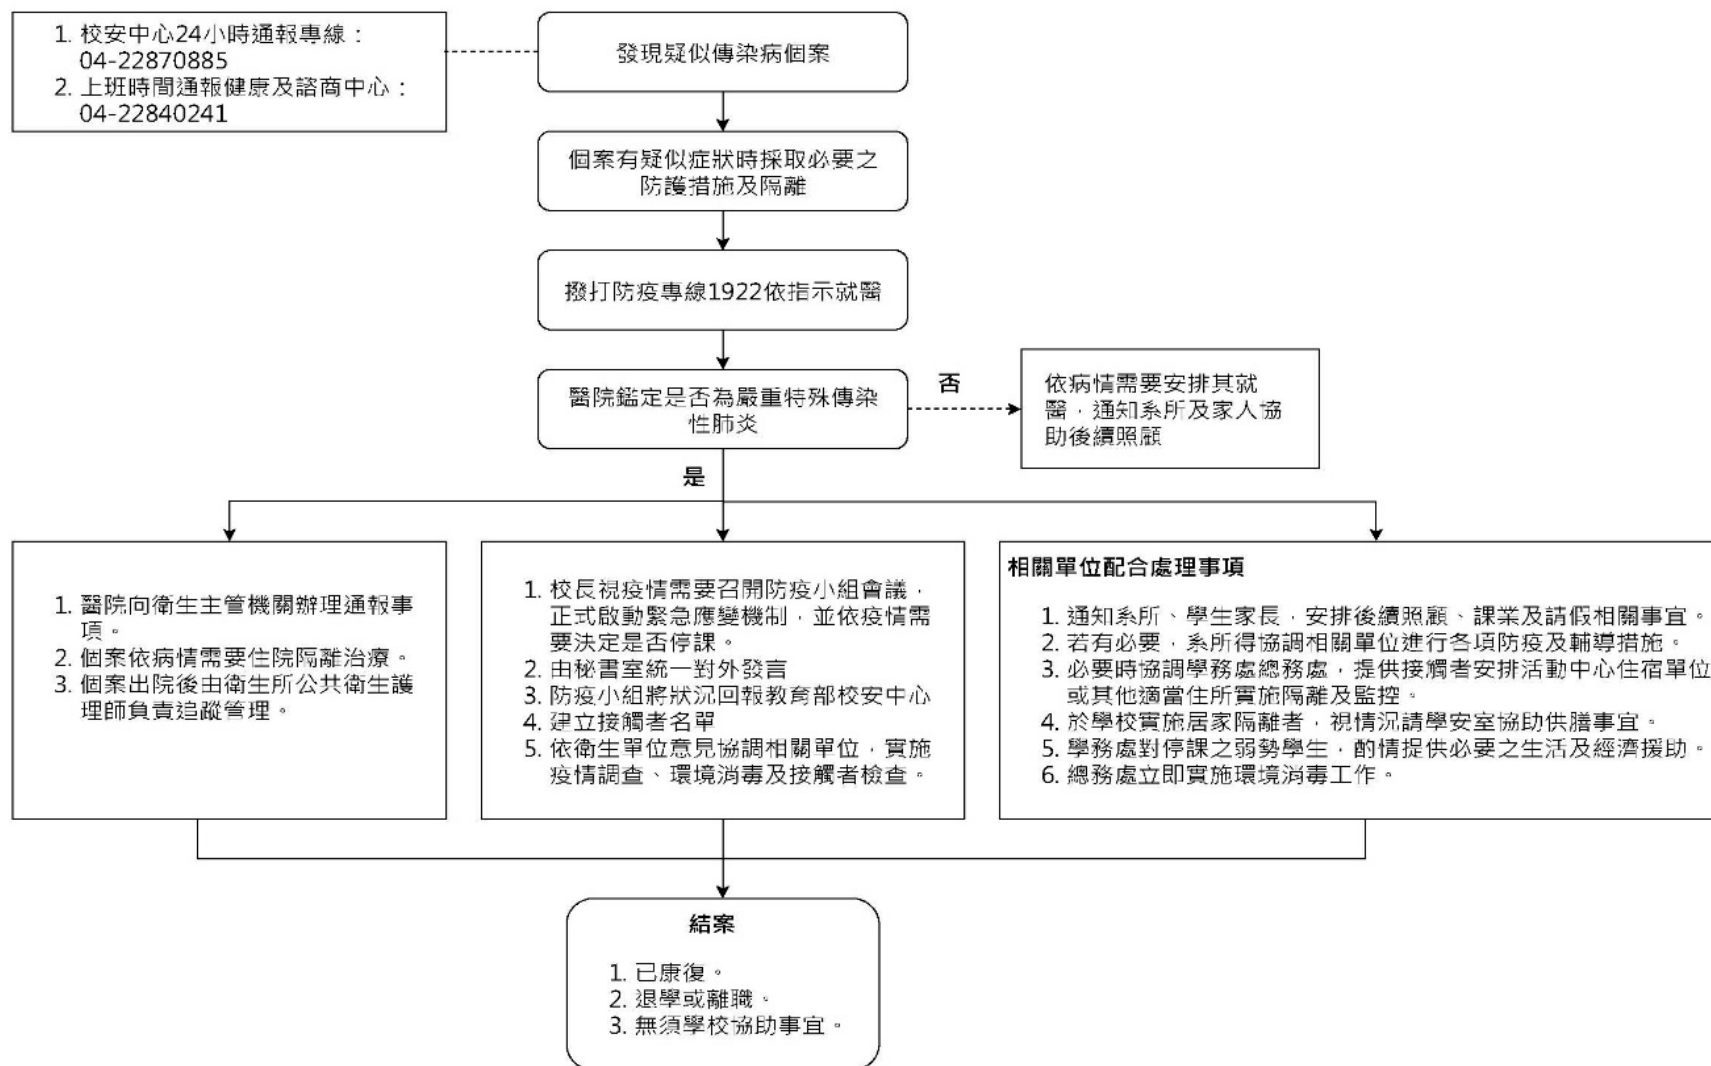 1. 校安中心24小時通報專線：
04-22870885
2. 上班時間通報健康及諮商中心：
04-22840241
發現疑似傳染病個案
個案有疑似症狀時採取必要之
防護措施及隔離
撥打防疫專線1922依指示就醫
醫院鑑定是否為嚴重特殊傳染
性肺炎
否
依病情需要安排其就
醫，通知系所及家人協
助後續照顧
是
1. 醫院向衛生主管機關辦理通報事
項。
2. 個案依病情需要住院隔離治療。
3. 個案出院後由衛生所公共衛生護
理師負責追蹤管理。
1. 校長視疫情需要召開防疫小組會議，
正式啟動緊急應變機制，並依疫情需
要決定是否停課。
2. 由秘書室統一對外發言
3. 防疫小組將狀況回報教育部校安中心
4. 建立接觸者名單
5. 依衛生單位意見協調相關單位，實施
疫情調查、環境消毒及接觸者檢查。
相關單位配合處理事項
1. 通知系所、學生家長，安排後續照顧、課業及請假相關事宜。
2. 若有必要，系所得協調相關單位進行各項防疫及輔導措施。
3. 必要時協調學務處總務處，提供接觸者安排活動中心住宿單位
或其他適當住所實施隔離及監控。
4. 於學校實施居家隔離者，視情況請學安室協助供膳事宜。
5. 學務處對停課之弱勢學生，酌情提供必要之生活及經濟援助。
6. 總務處立即實施環境消毒工作。
結案
1. 已康復。
2. 退學或離職。
3. 無須學校協助事宜。